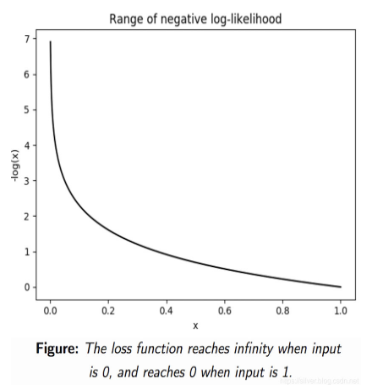 Range of negative log-likelihood
7
6
5
4
3
2
1
0
-log(x)
0.0 0.2 0.4 0.6 0.8 1.0
x
Figure: The loss function reaches infinity when input
is 0, and reaches 0 when input is 1.